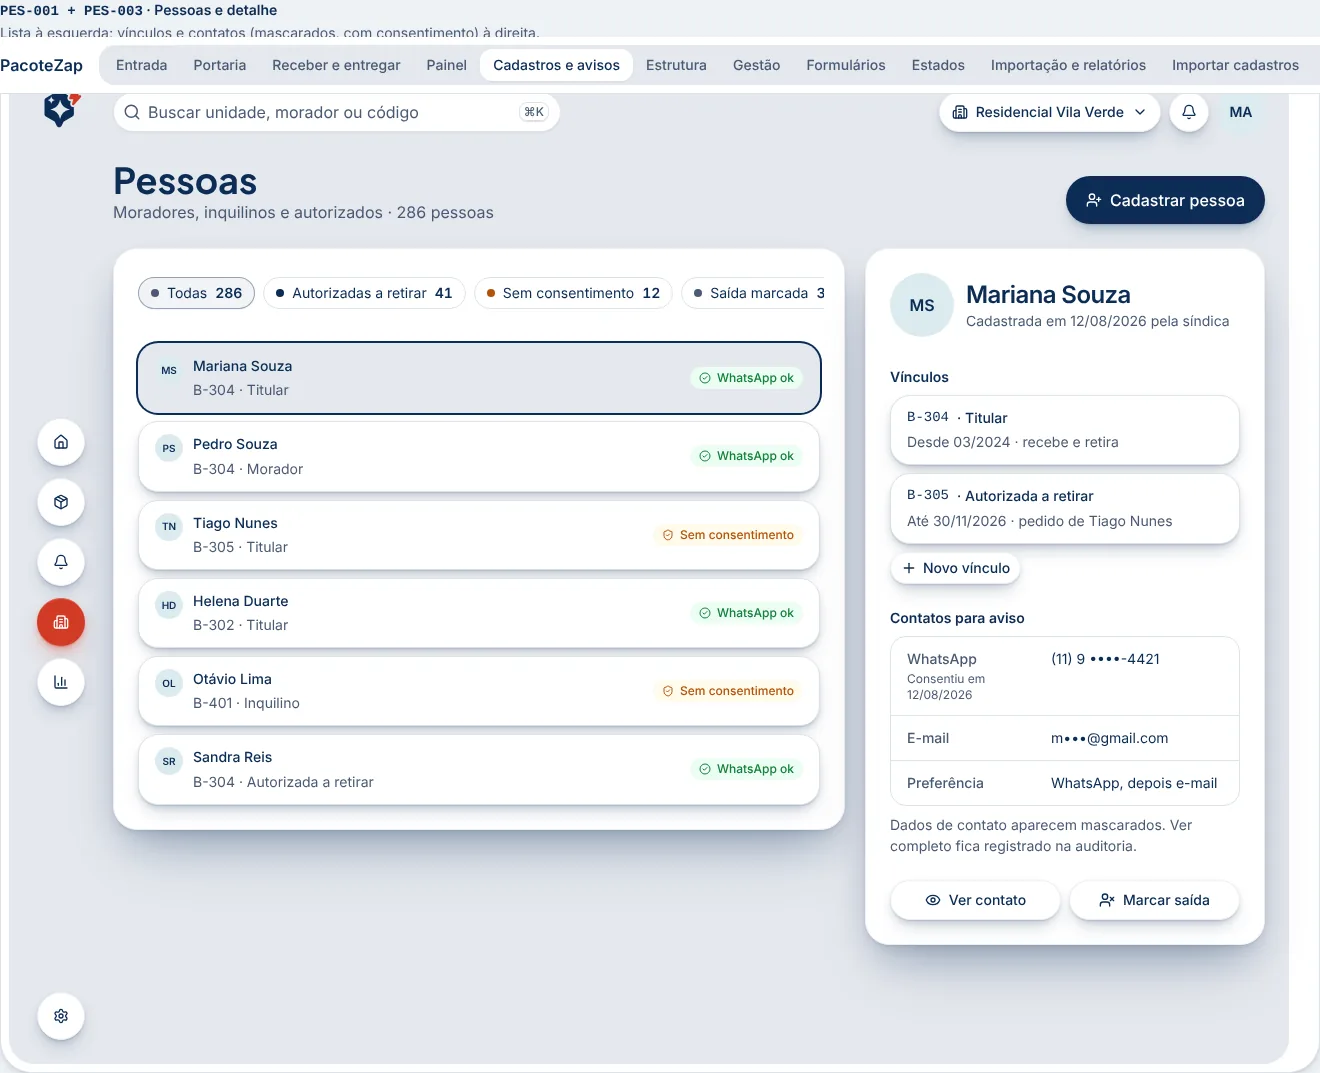 PES-001 + PES-003 · Pessoas e detalhe
Lista à esquerda; vínculos e contatos (mascarados, com consentimento) à direita.
PacoteZap
Entrada
Portaria
Receber e entregar
Painel
Cadastros e avisos
Estrutura
Gestão
Formulários
Estados
Importação e relatórios
Importar cadastros
Buscar unidade, morador ou código
⌘K
Residencial Vila Verde
MA
Pessoas
Moradores, inquilinos e autorizados · 286 pessoas
Cadastrar pessoa
Todas 286
Autorizadas a retirar 41
Sem consentimento 12
Saída marcada 3
MS
Mariana Souza
B-304 · Titular
WhatsApp ok
PS
Pedro Souza
B-304 · Morador
WhatsApp ok
TN
Tiago Nunes
B-305 · Titular
Sem consentimento
HD
Helena Duarte
B-302 · Titular
WhatsApp ok
OL
Otávio Lima
B-401 · Inquilino
Sem consentimento
SR
Sandra Reis
B-304 · Autorizada a retirar
WhatsApp ok
MS
Mariana Souza
Cadastrada em 12/08/2026 pela síndica
Vínculos
B-304 · Titular
Desde 03/2024 · recebe e retira
B-305 · Autorizada a retirar
Até 30/11/2026 · pedido de Tiago Nunes
Novo vínculo
Contatos para aviso
WhatsApp
Consentiu em
12/08/2026
(11) 9 ••••-4421
E-mail
m•••@gmail.com
Preferência
WhatsApp, depois e-mail
Dados de contato aparecem mascarados. Ver
completo fica registrado na auditoria.
Ver contato
Marcar saída